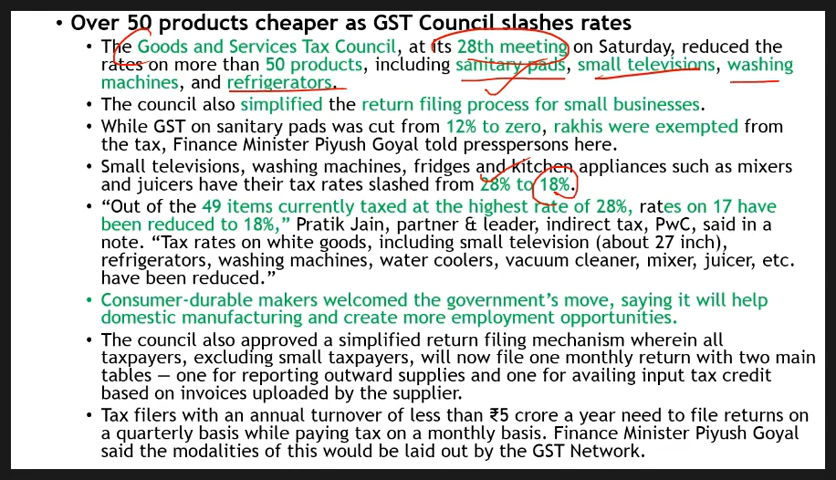 • Over 50 products cheaper as GST Council slashes rates
• The Goods and Services Tax Council, at its 28th meeting on Saturday, reduced the
rates on more than 50 products, including sanitary pads, small televisions, washing
machines, and refrigerators.
• The council also simplified the return filing process for small businesses.
• While GST on sanitary pads was cut from 12% to zero, rakhis were exempted from
the tax, Finance Minister Piyush Goyal told presspersons here.
• Small televisions, washing machines, fridges and kitchen appliances such as mixers
and juicers have their tax rates slashed from 28% to 18%.
• “Out of the 49 items currently taxed at the highest rate of 28%, rates on 17 have
been reduced to 18%,” Pratik Jain, partner & leader, indirect tax, PwC, said in a
note. “Tax rates on white goods, including small television (about 27 inch),
refrigerators, washing machines, water coolers, vacuum cleaner, mixer, juicer, etc.
have been reduced.”
• Consumer-durable makers welcomed the government’s move, saying it will help
domestic manufacturing and create more employment opportunities.
• The council also approved a simplified return filing mechanism wherein all
taxpayers, excluding small taxpayers, will now file one monthly return with two main
tables — one for reporting outward supplies and one for availing input tax credit
based on invoices uploaded by the supplier.
• Tax filers with an annual turnover of less than ₹5 crore a year need to file returns on
a quarterly basis while paying tax on a monthly basis. Finance Minister Piyush Goyal
said the modalities of this would be laid out by the GST Network.